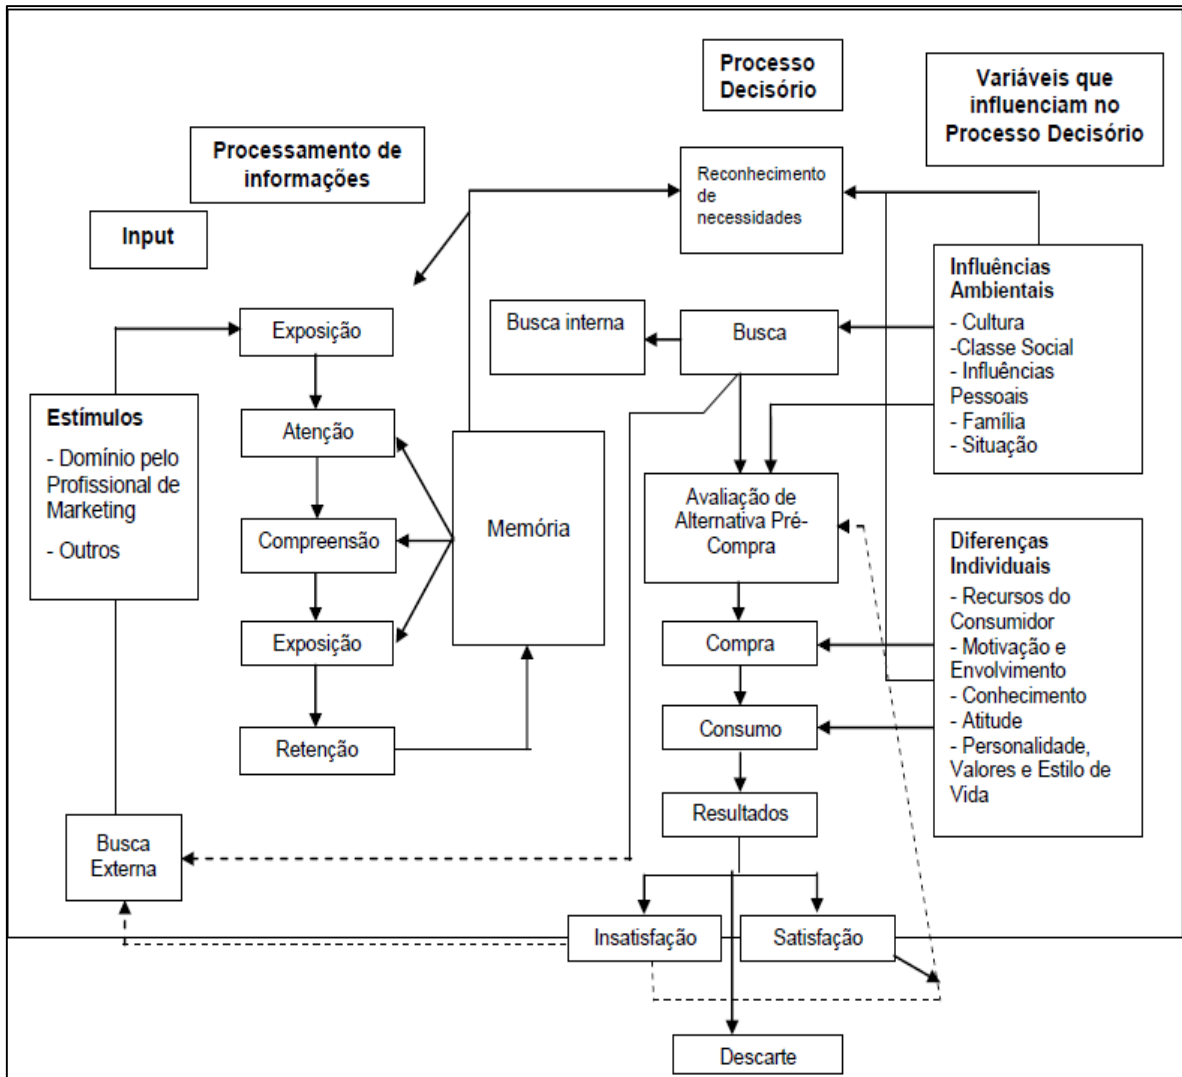 Processo
Decisório
Variáveis que
influenciam no
Processo Decisório
Processamento de
informações
Input
Reconhecimento
de
necessidades
Influências
Ambientais
- Cultura
-Classe Social
- Influências
Pessoais
- Família
- Situação
Exposição
Busca interna
Busca
Estímulos
- Domínio pelo
Profissional de
Marketing
- Outros
Atenção
Memória
Avaliação de
Alternativa Pré-
Compra
Compreensão
Diferenças
Individuais
- Recursos do
Consumidor
- Motivação e
Envolvimento
- Conhecimento
- Atitude
- Personalidade,
Valores e Estilo de
Vida
Exposição
Compra
Retenção
Consumo
Resultados
Busca
Externa
Insatisfação
Satisfação
Descarte